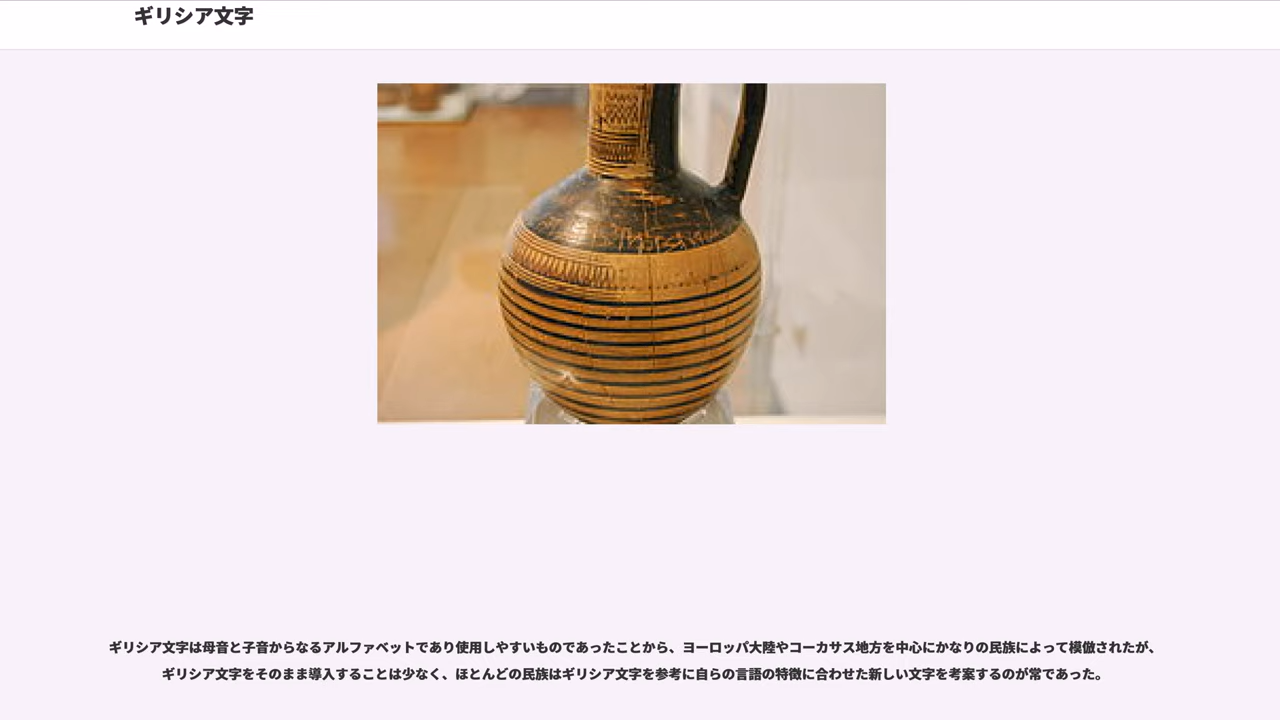 ギリシア文字
ギリシア文字は母音と子音からなるアルファベットであり使用しやすいものであったことから、ヨーロッパ大陸やコーカサス地方を中心にかなりの民族によって模倣されたが、
ギリシア文字をそのまま導入することは少なく、ほとんどの民族はギリシア文字を参考に自らの言語の特徴に合わせた新しい文字を考案するのが常であった。